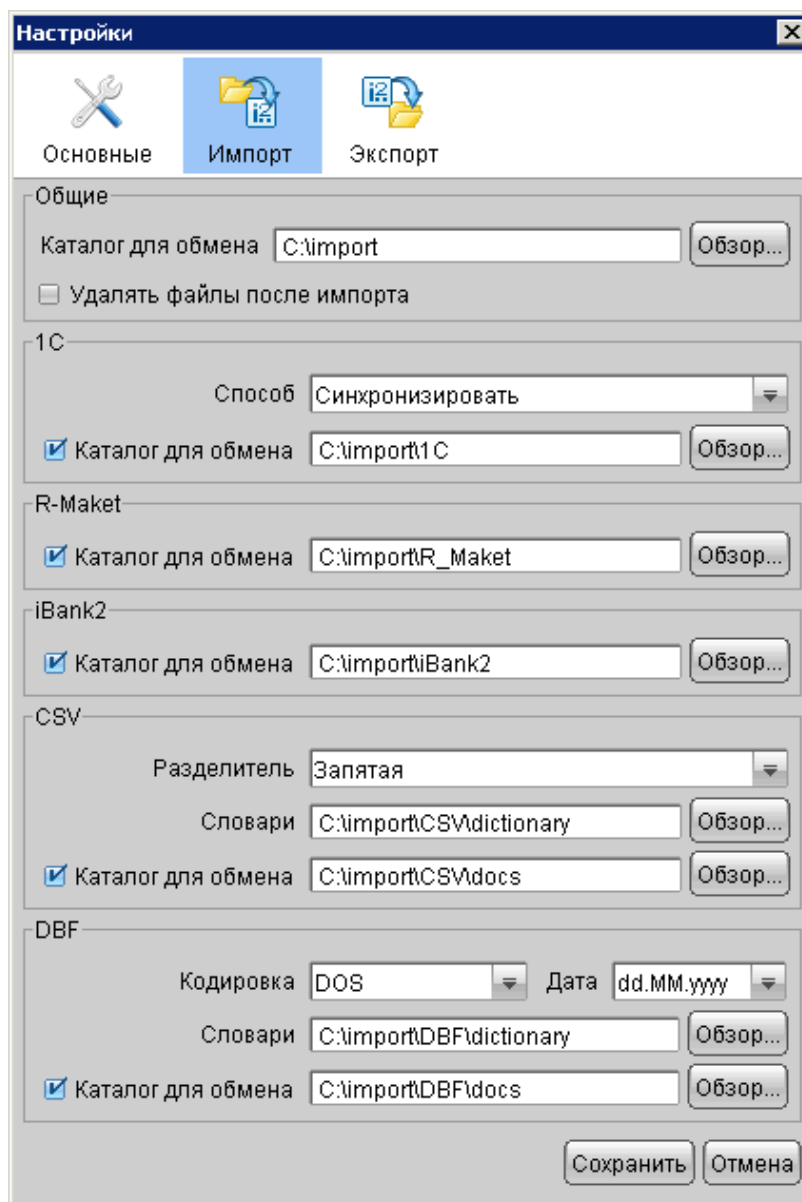 Настройки
Основные Импорт Экспорт
Общие
Каталог для обмена C:\import Обзор...
Удалять файлы после импорта
1С
Способ Синхронизировать
Каталог для обмена C:\import\1C Обзор...
R-Maket
Каталог для обмена C:\import\R_Maket Обзор...
iBank2
Каталог для обмена C:\import\iBank2 Обзор...
CSV
Разделитель Запятая
Словари C:\import\CSV\dictionary Обзор...
Каталог для обмена C:\import\CSV\docs Обзор...
DBF
Кодировка DOS Дата dd.MM.yyyy
Словари C:\import\DBF\dictionary Обзор...
Каталог для обмена C:\import\DBF\docs Обзор...
Сохранить Отмена